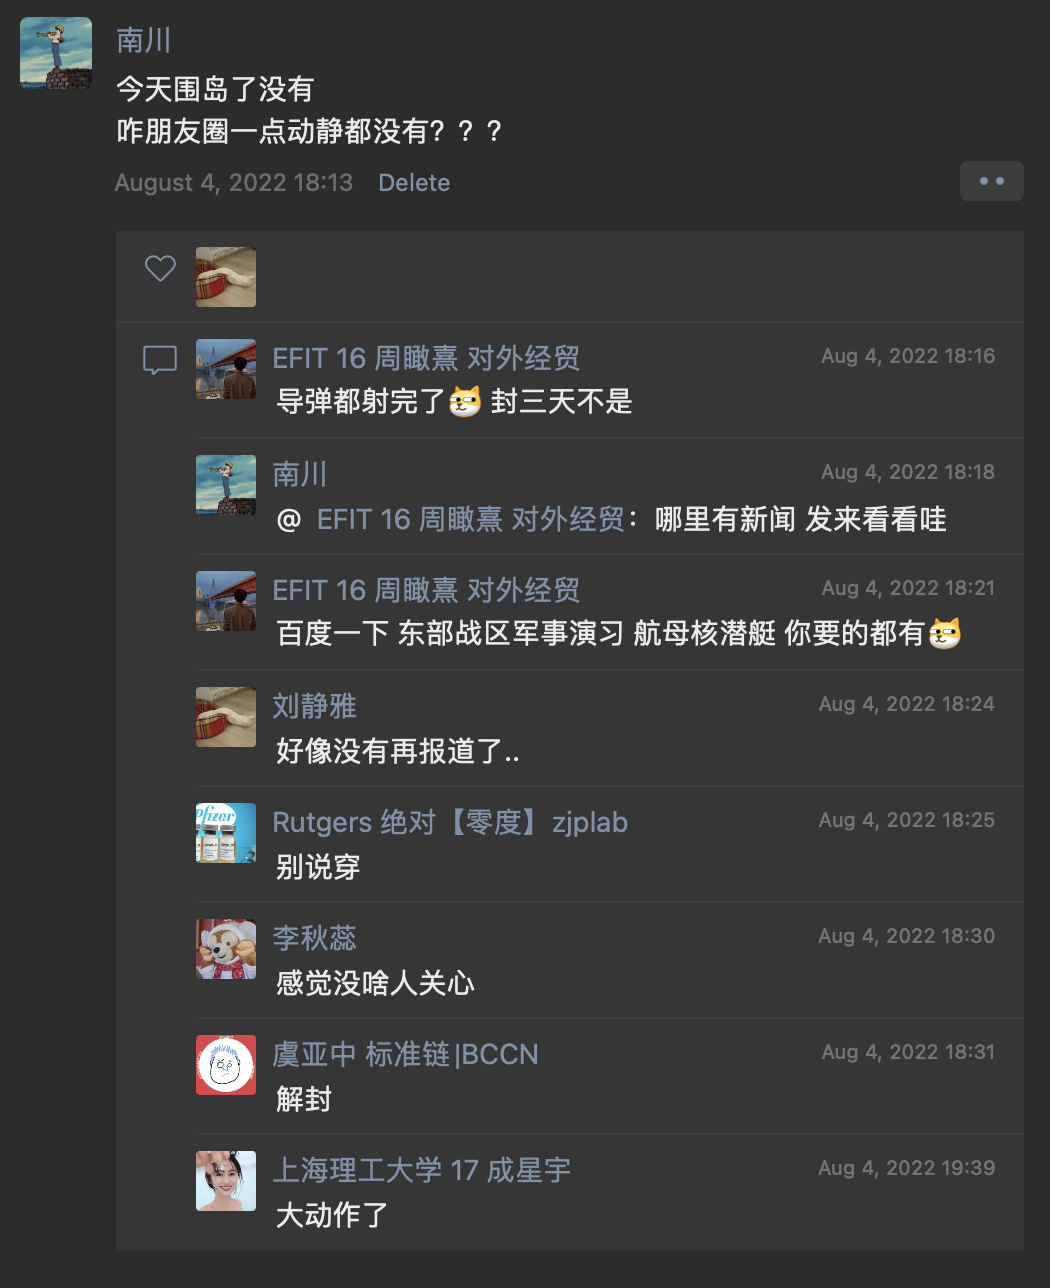 南川
今天围岛了没有
咋朋友圈一点动静都没有？？？
August 4, 2022 18:13 Delete
EFIT 16 周瞰熹 对外经贸 Aug 4, 2022 18:16
导弹都射完了 封三天不是
南川 Aug 4, 2022 18:18
@ EFIT 16 周瞰熹 对外经贸：哪里有新闻 发来看看哇
EFIT 16 周瞰熹 对外经贸 Aug 4, 2022 18:21
百度一下 东部战区军事演习 航母核潜艇 你要的都有
刘静雅 Aug 4, 2022 18:24
好像没有再报道了..
pfizer
Rutgers 绝对【零度】zjplab Aug 4, 2022 18:25
别说穿
李秋蕊 Aug 4, 2022 18:30
感觉没啥人关心
虞亚中 标准链|BCCN Aug 4, 2022 18:31
解封
上海理工大学 17 成星宇 Aug 4, 2022 19:39
大动作了